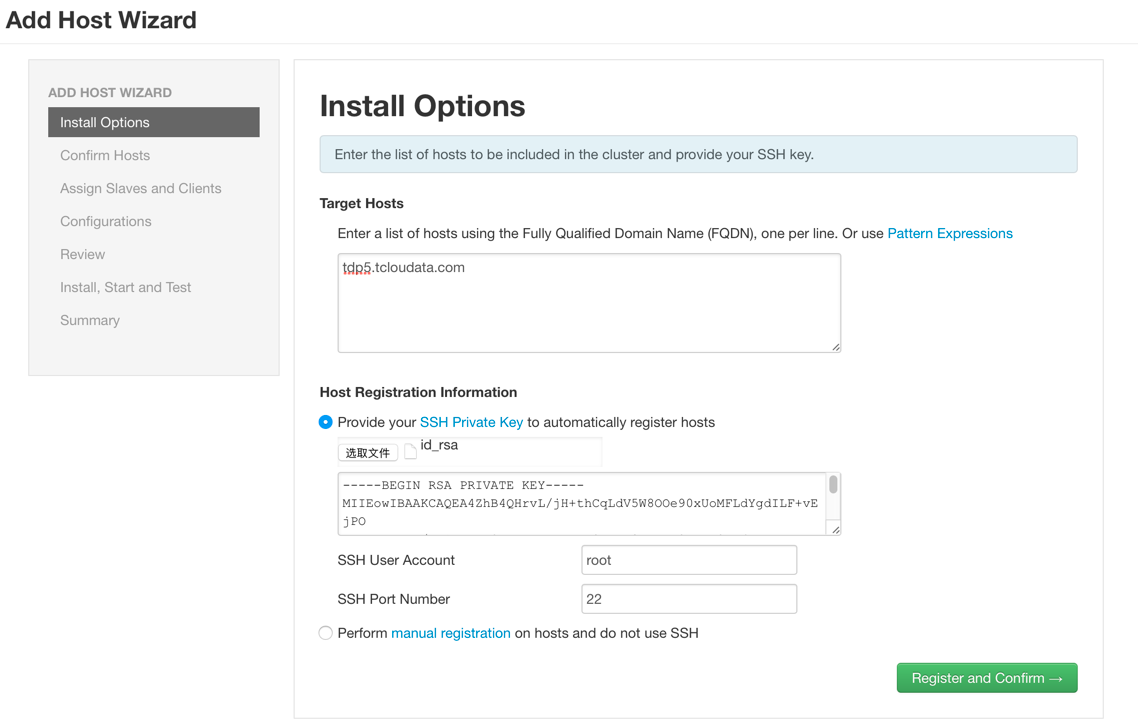 Add Host Wizard
ADD HOST WIZARD
Install Options
Confirm Hosts
Assign Slaves and Clients
Configurations
Review
Install, Start and Test
Summary
Install Options
Enter the list of hosts to be included in the cluster and provide your SSH key.
Target Hosts
Enter a list of hosts using the Fully Qualified Domain Name (FQDN), one per line. Or use Pattern Expressions
tdp5.tcloudata.com
Host Registration Information
Provide your SSH Private Key to automatically register hosts
选取文件 id_rsa
-----BEGIN RSA PRIVATE KEY-----
MIIEowIBAAKCAQEA4ZhB4QHrvL/jH+thCqLdV5W8OOe90xUoMFLdYgdILF+vE
jPO
SSH User Account root
SSH Port Number 22
Perform manual registration on hosts and do not use SSH
Register and Confirm →